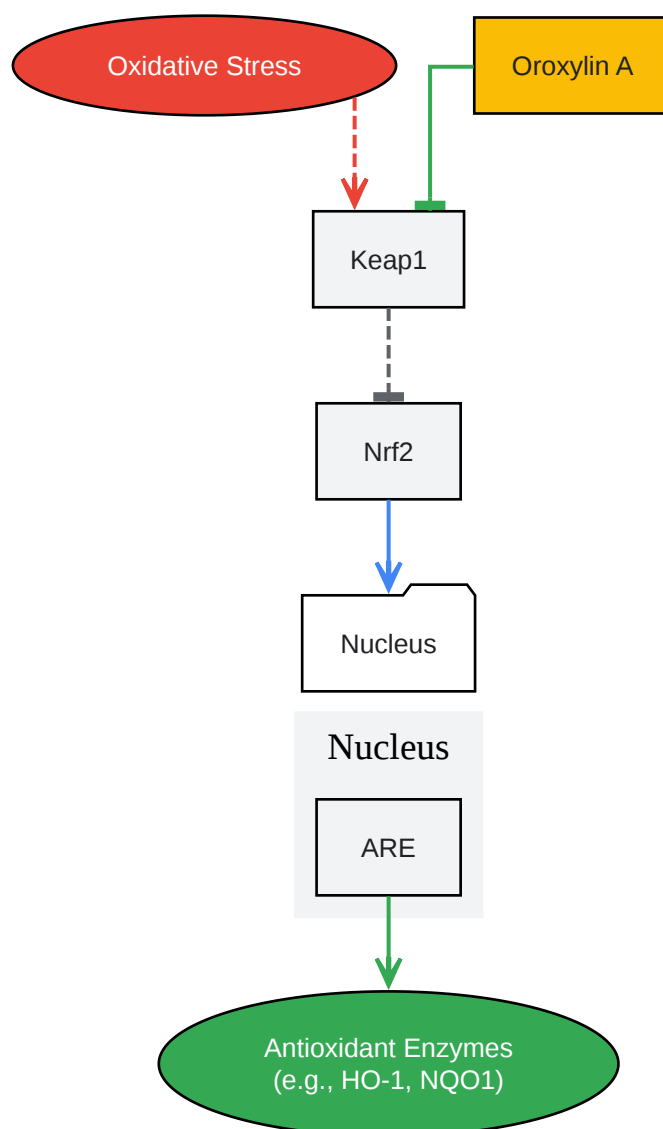 Oxidative Stress
Oroxylin A
Keap1
Nrf2
Nucleus
Nucleus
ARE
Antioxidant Enzymes
(e.g., HO-1, NQO1)